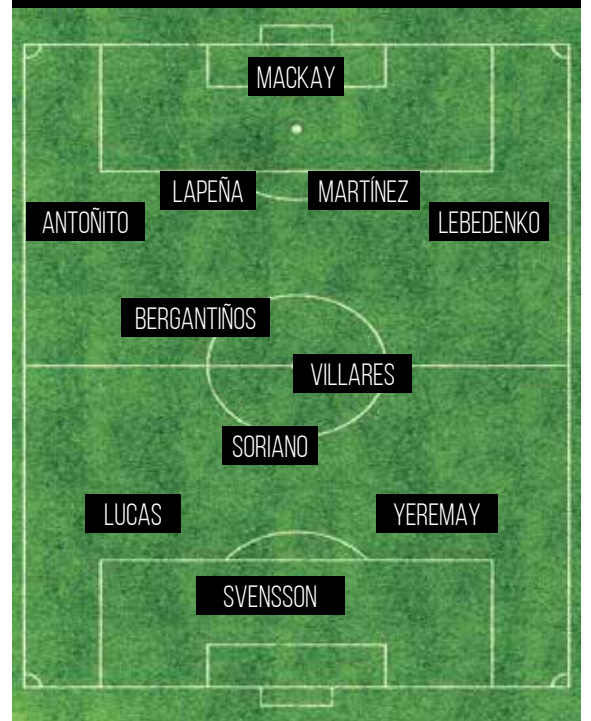 MACKAY
LAPEÑA MARTÍNEZ
ANTOÑITO LEBEDENKO
BERGANTIÑOS
VILLARES
SORIANO
LUCAS YEREMAY
SVENSSON